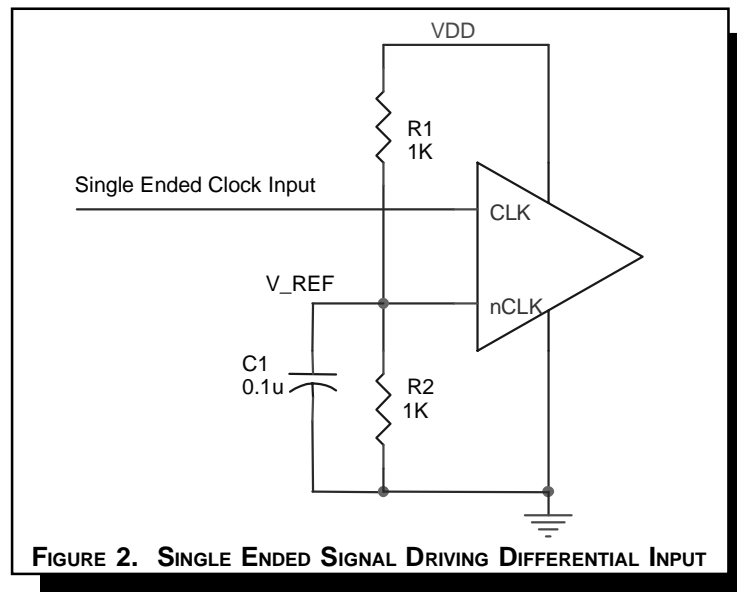 VDD
R1
1K
Single Ended Clock Input
CLK
V_REF
nCLK
C1
0.1u
R2
1K
FIGURE 2. SINGLE ENDED SIGNAL DRIVING DIFFERENTIAL INPUT